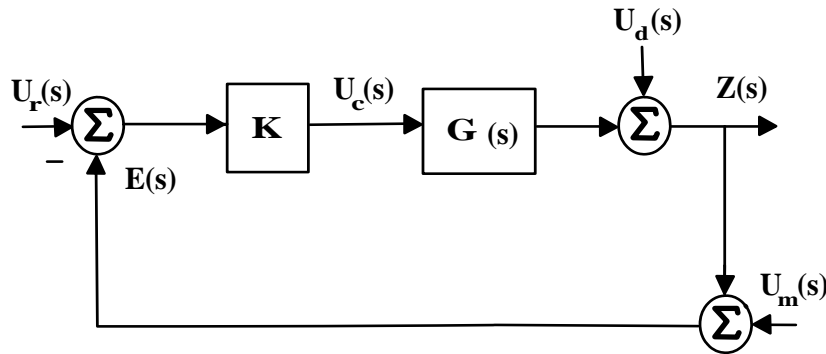 U_d(s)
U_r(s)
Σ
K
U_c(s)
G (s)
Σ
Z(s)
–
E(s)
U_m(s)
Σ